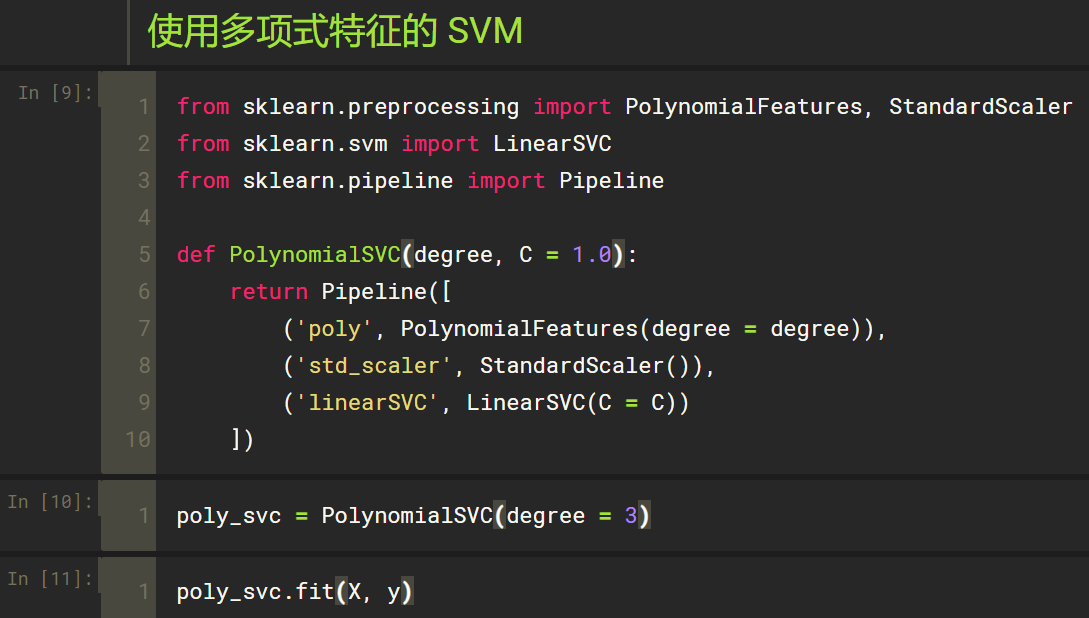 使用多项式特征的 SVM
In [9]:
1 from sklearn.preprocessing import PolynomialFeatures, StandardScaler
2 from sklearn.svm import LinearSVC
3 from sklearn.pipeline import Pipeline
4
5 def PolynomialSVC(degree, C = 1.0):
6     return Pipeline([
7         ('poly', PolynomialFeatures(degree = degree)),
8         ('std_scaler', StandardScaler()),
9         ('linearSVC', LinearSVC(C = C))
10     ])
In [10]:
1 poly_svc = PolynomialSVC(degree = 3)
In [11]:
1 poly_svc.fit(X, y)